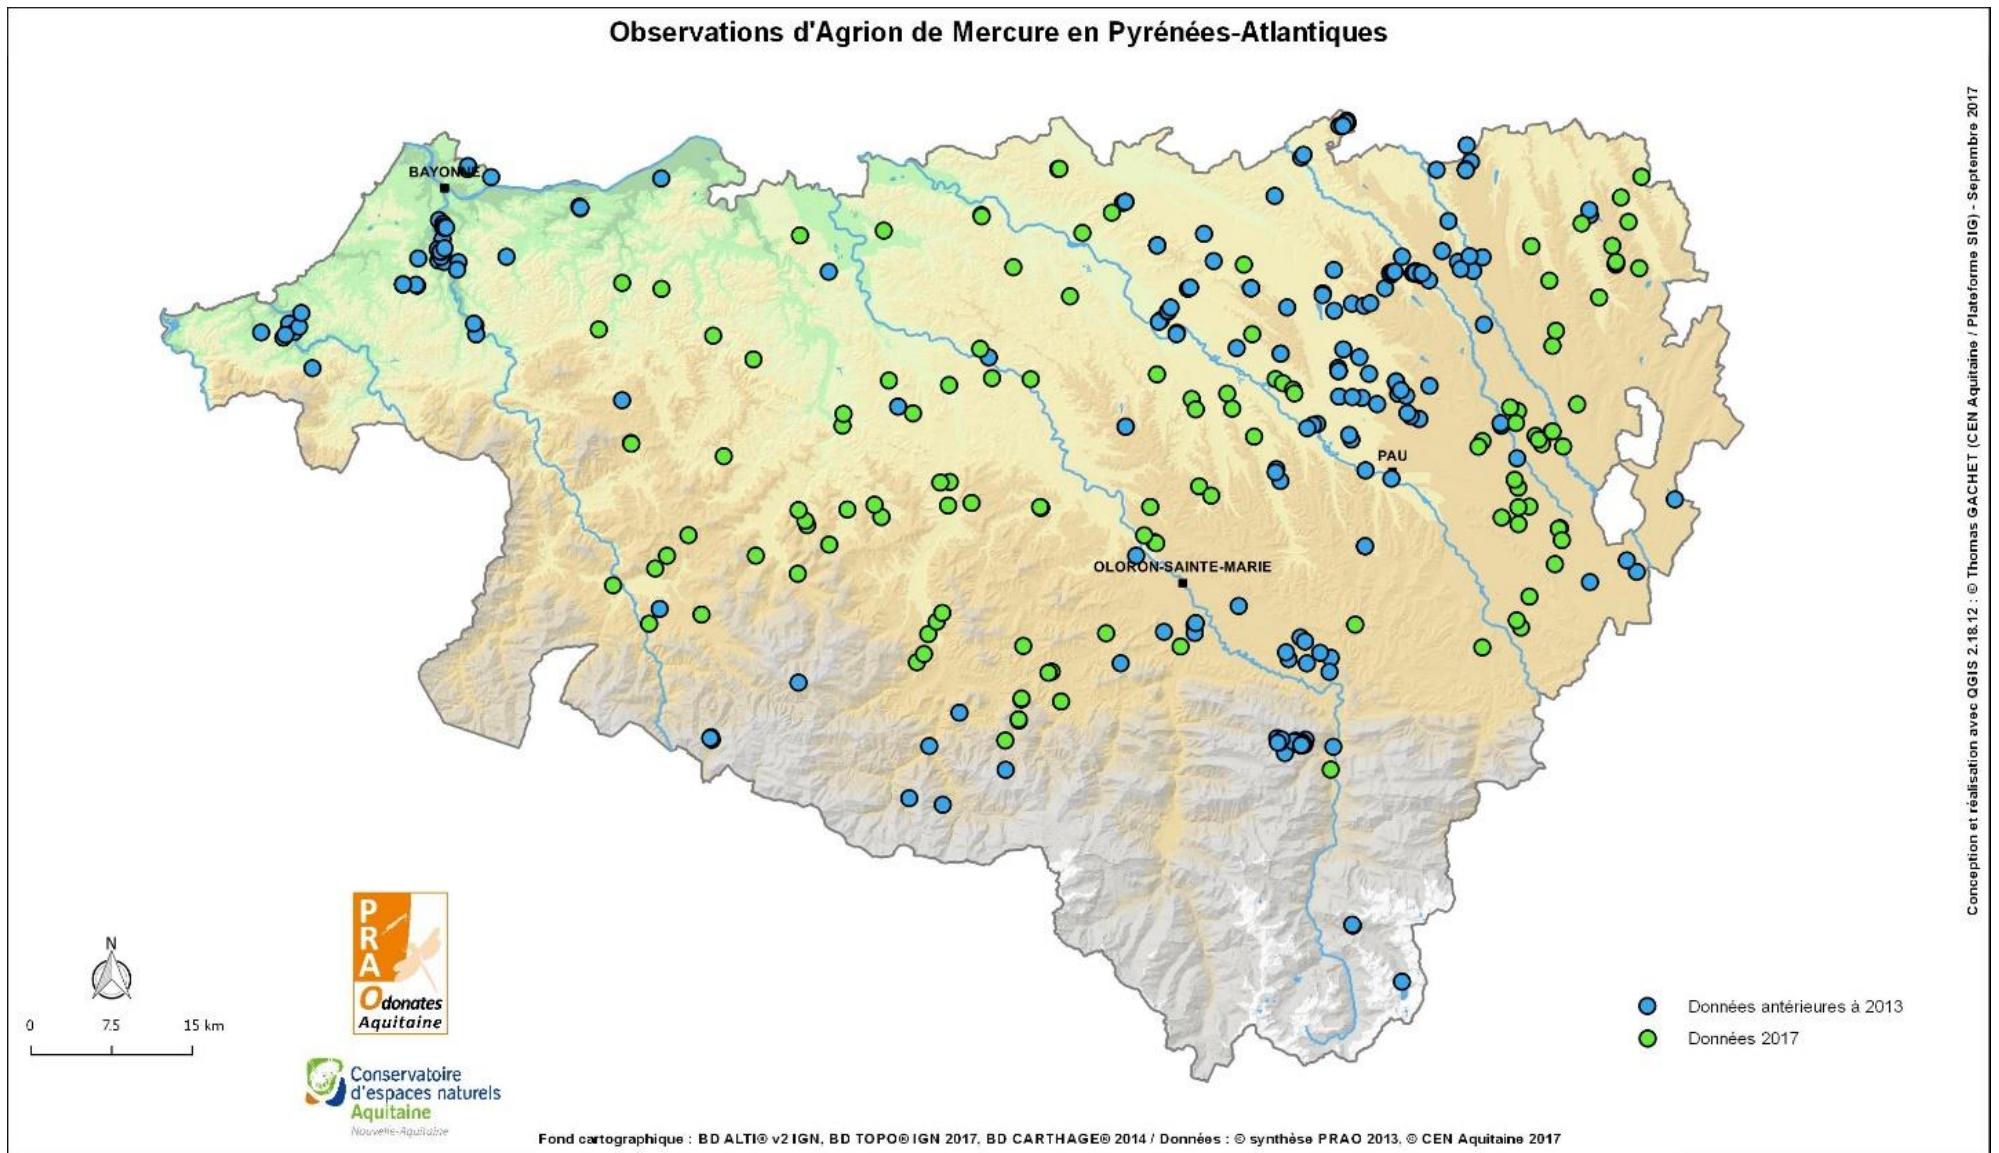 Observations d'Agrion de Mercure en Pyrénées-Atlantiques
BAYONNE
PAU
OLORON-SAINTE-MARIE
Conception et réalisation avec QGIS 2.18.12 : © Thomas GACHET (CEN Aquitaine / Plateforme SIG) - Septembre 2017
N
0 7.5 15 km
P
R
A
Odonates
Aquitaine
Conservatoire
d'espaces naturels
Aquitaine
Nouvelle-Aquitaine
Données antérieures à 2013
Données 2017
Fond cartographique : BD ALTI® v2 IGN, BD TOPO® IGN 2017, BD CARTHAGE® 2014 / Données : © synthèse PRAO 2013, © CEN Aquitaine 2017